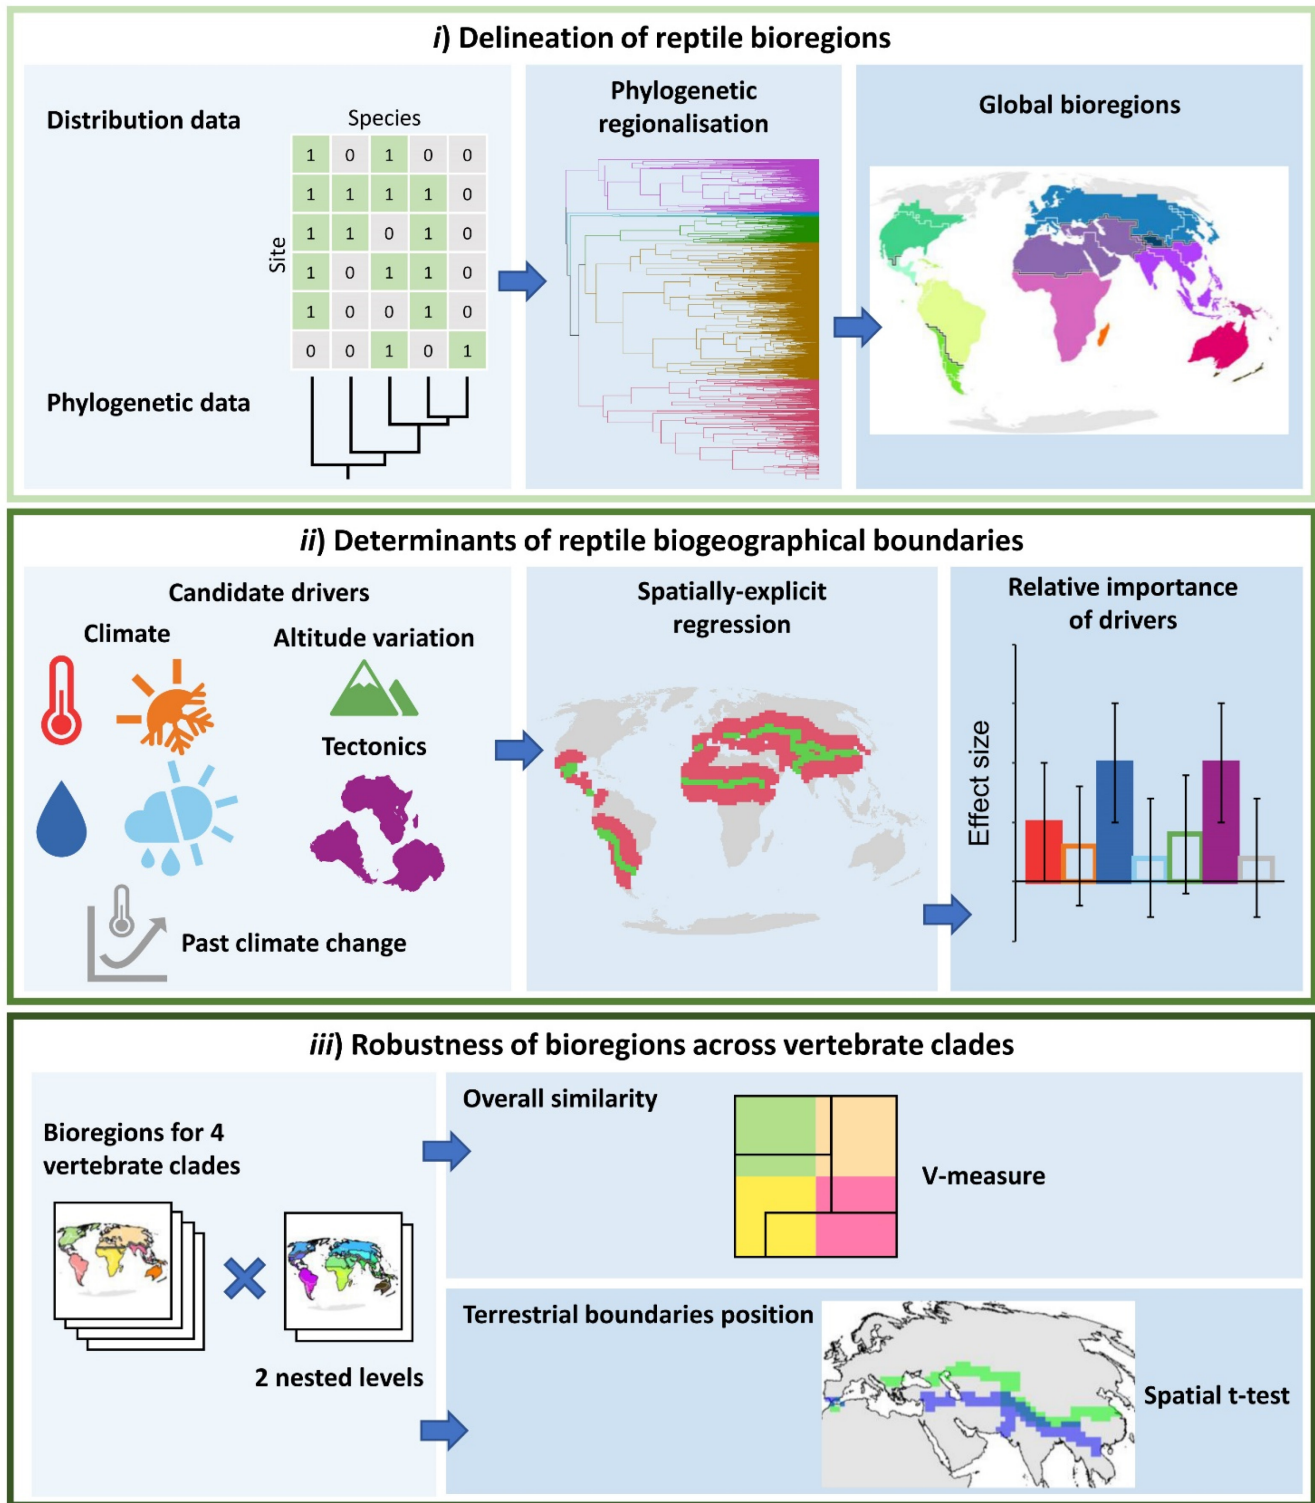 i) Delineation of reptile bioregions
Distribution data
Species
Site
1 0 1 0 0
1 1 1 1 0
1 1 0 1 0
1 0 1 1 0
1 0 0 1 0
0 0 1 0 1
Phylogenetic data
Phylogenetic
regionalisation
Global bioregions
ii) Determinants of reptile biogeographical boundaries
Candidate drivers
Climate
Altitude variation
Tectonics
Past climate change
Spatially-explicit
regression
Relative importance
of drivers
Effect size
iii) Robustness of bioregions across vertebrate clades
Bioregions for 4
vertebrate clades
2 nested levels
Overall similarity
V-measure
Terrestrial boundaries position
Spatial t-test